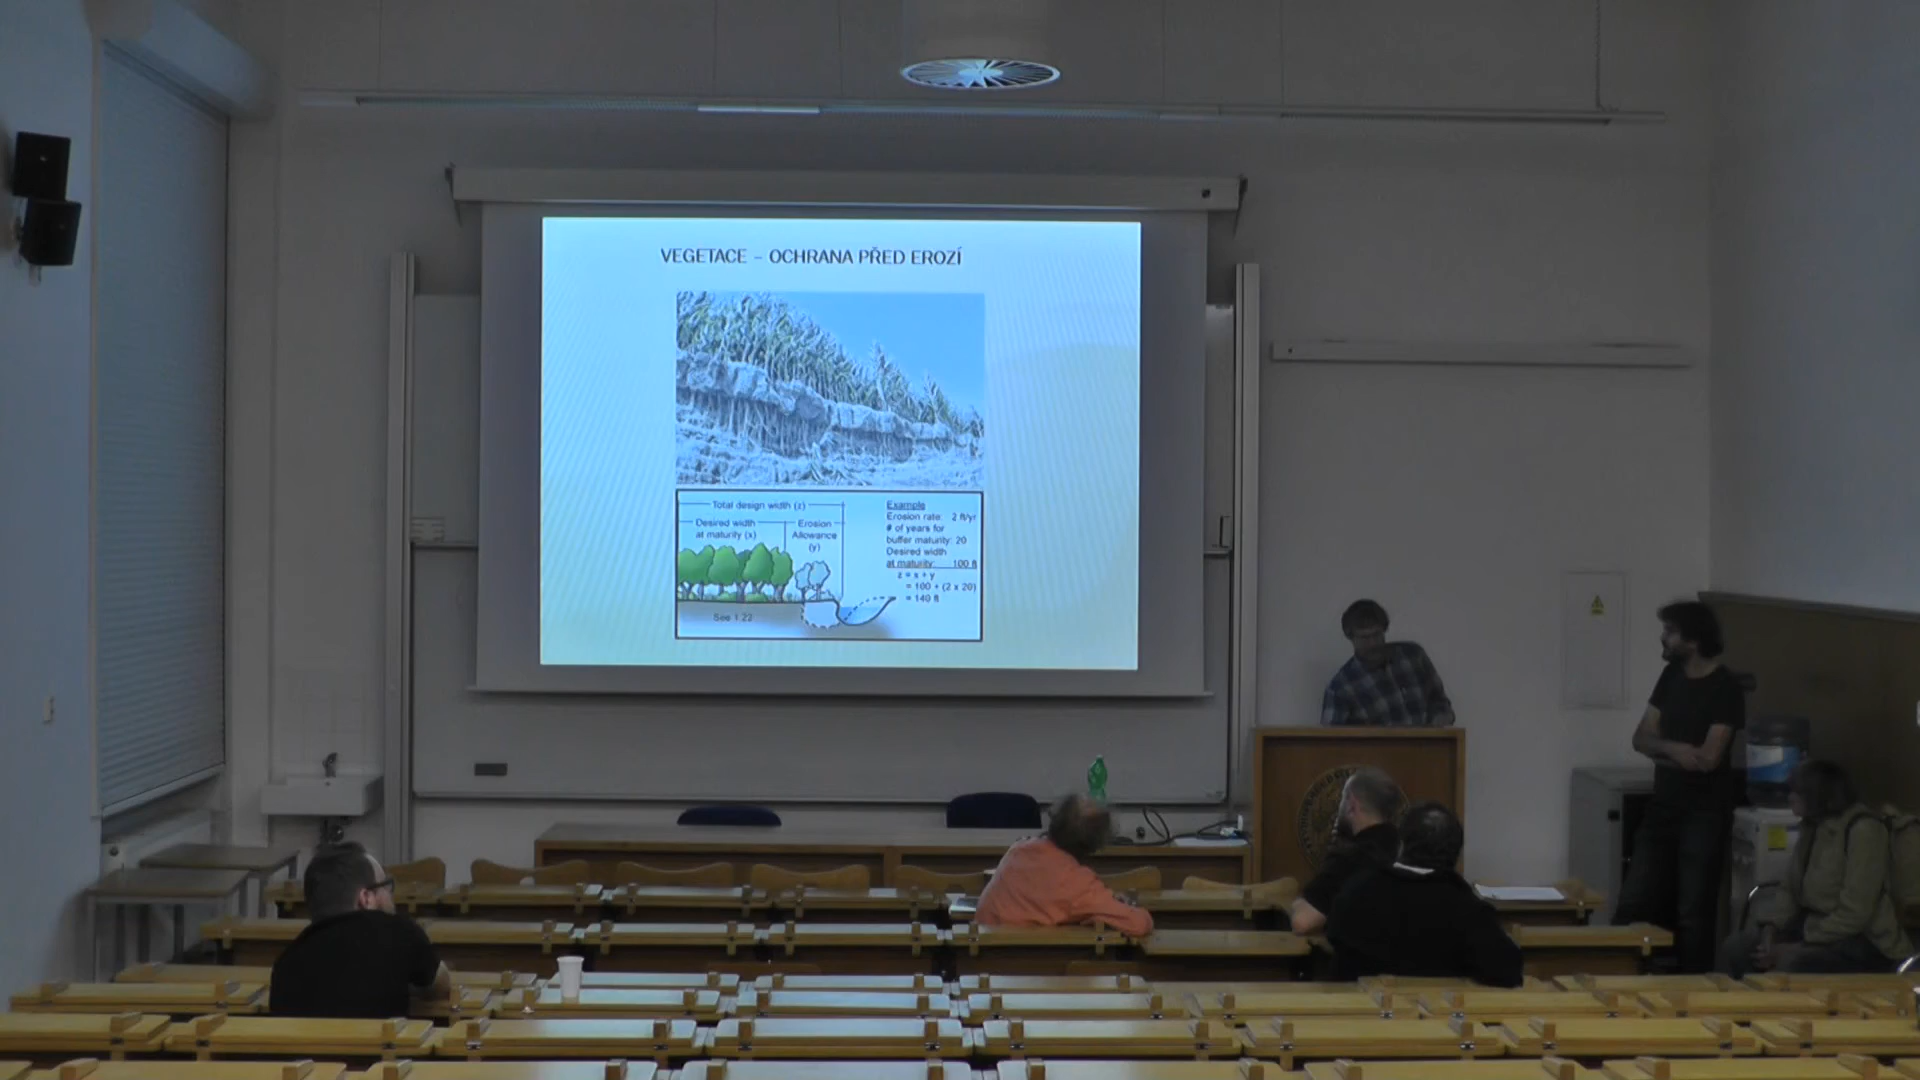 VEGETACE – OCHRANA PŘED EROZÍ
Total design width (z)
Desired width
at maturity (x)
Erosion
Allowance
(y)
See 1.22
Example
Erosion rate: 2 ft/yr
# of years for
buffer maturity: 20
Desired width
at maturity: 100 ft
z = x + y
= 100 + (2 x 20)
= 140 ft